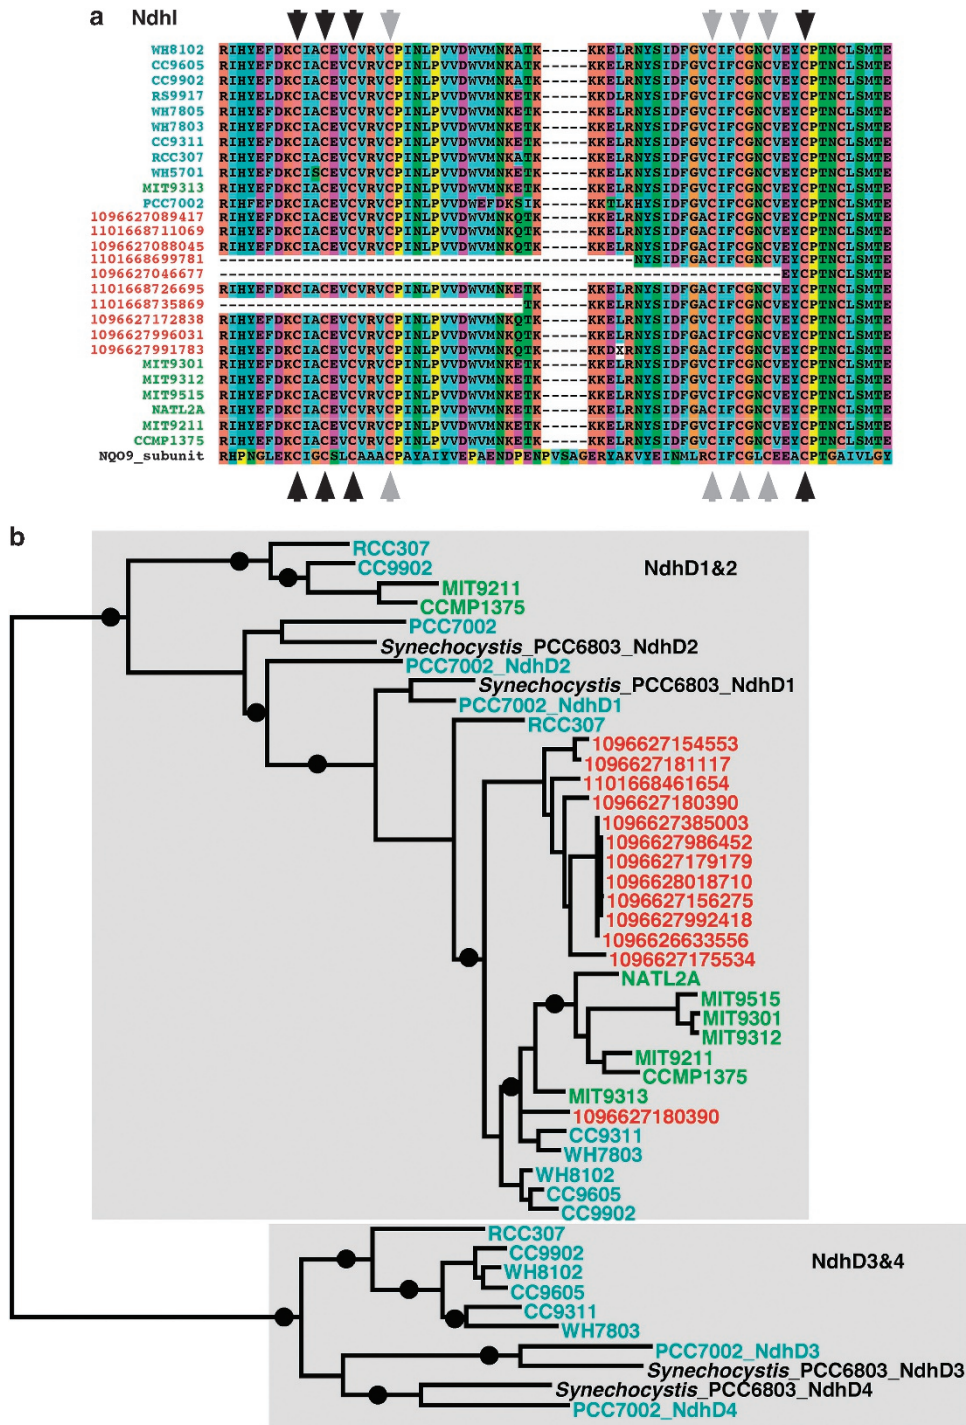 a NdhI
WH8102 RIHYEFDKCIACEVCVRVCPINLPVVDWVMNKATK-----KKELRNYSIDFGVCIFCGNCVEYCPTNCLSMTE
CC9605 RIHYEFDKCIACEVCVRVCPINLPVVDWVMNKATK-----KKELRNYSIDFGVCIFCGNCVEYCPTNCLSMTE
CC9902 RIHYEFDKCIACEVCVRVCPINLPVVDWVMNKATK-----KKELRNYSIDFGVCIFCGNCVEYCPTNCLSMTE
RS9917 RIHYELDKCIACEVCVRVCPINLPVVDWVMNKETK-----KKELRNYSIDFGVCIFCGNCVEYCPTNCLSMTE
WH7805 RIHYEFDKCIACEVCVRVCPINLPVVDWVMNKETK-----KKELRNYSIDFGVCIFCGNCVEYCPTNCLSMTE
WH7803 RIHYEFDKCIACEVCVRVCPINLPVVDWVMNKETK-----KKELRNYSIDFGVCIFCGNCVEYCPTNCLSMTE
CC9311 RIHYEFDKCIACEVCVRVCPINLPVVDWVMNKETK-----KKELRNYSIDFGVCIFCGNCVEYCPTNCLSMTE
RCC307 RIHYEFDKCIACEVCVRVCPINLPVVDWVMNKATK-----KKELRNYSIDFGVCIFCGNCVEYCPTNCLSMTE
WH5701 RIHYEFDKCISCEVCVRVCPINLPVVDWVMNKETK-----KKELRNYSIDFGVCIFCGNCVEYCPTNCLSMTE
MIT9313 RIHYEFDKCIACEVCVRVCPINLPVVDWVMNKETK-----KKELRNYSIDFGVCIFCGNCVEYCPTNCLSMTE
PCC7002 RIHFEFDKCIACEVCVRVCPINLPVVDWEFDKSIK-----KKTLKHYSIDFGVCIFCGNCVEYCPTNCLSMTE
1096627089417 RIHYEFDKCIACEVCVRVCPINLPVVDWVMNKQTK-----KKELRNYSIDFGACIFCGNCVEYCPTNCLSMTE
1101668711069 RIHYEFDKCIACEVCVRVCPINLPVVDWVMNKQTK-----KKELRNYSIDFGACIFCGNCVEYCPTNCLSMTE
1096627088045 RIHYEFDKCIACEVCVRVCPINLPVVDWVMNKQTK-----KKELRNYSIDFGACIFCGNCVEYCPTNCLSMTE
1101668699781 ---------------------------------------------NYSIDFGACIFCGNCVEYCPTNCLSMTE
1096627046677 -------------------------------------------------------------EYCPTNCLSMTE
1101668726695 RIHYEFDKCIACEVCVRVCPINLPVVDWVMNKETK-----KKELRNYSIDFGACIFCGNCVEYCPTNCLSMTE
1101668735869 ---------------------------------TK-----KKELRNYSIDFGACIFCGNCVEYCPTNCLSMTE
1096627172838 RIHYEFDKCIACEVCVRVCPINLPVVDWVMNKQTK-----KKELRNYSIDFGACIFCGNCVEYCPTNCLSMTE
1096627996031 RIHYEFDKCIACEVCVRVCPINLPVVDWVMNKQTK-----KKELRNYSIDFGACIFCGNCVEYCPTNCLSMTE
1096627991783 RIHYEFDKCIACEVCVRVCPINLPVVDWVMNKQTK-----KKDXRNYSIDFGACIFCGNCVEYCPTNCLSMTE
MIT9301 RIHYEFDKCIACEVCVRVCPINLPVVDWVMNKETK-----KKELRNYSIDFGVCIFCGNCVEYCPTNCLSMTE
MIT9312 RIHYEFDKCIACEVCVRVCPINLPVVDWVMNKETK-----KKELRNYSIDFGVCIFCGNCVEYCPTNCLSMTE
MIT9515 RIHYEFDKCIACEVCVRVCPINLPVVDWVMNKETK-----KKELRNYSIDFGVCIFCGNCVEYCPTNCLSMTE
NATL2A RIHYEFDKCIACEVCVRVCPINLPVVDWVMNKETK-----KKELRNYSIDFGVCIFCGNCVEYCPTNCLSMTE
MIT9211 RIHYEFDKCIACEVCVRVCPINLPVVDWVMNKETK-----KKELRNYSIDFGVCIFCGNCVEYCPTNCLSMTE
CCMP1375 RIHYEFDKCIACEVCVRVCPINLPVVDWVMNKETK-----KKELRNYSIDFGVCIFCGNCVEYCPTNCLSMTE
NQO9_subunit RHPNGLEKCIGCSLCAAACPAYAIYVEPAENDPENPVSAGERYAKVYEINMLRCIFCGLCEEACPTGAIVLGY
b
RCC307
CC9902
NdhD1&2
MIT9211
CCMP1375
PCC7002
Synechocystis_PCC6803_NdhD2
PCC7002_NdhD2
Synechocystis_PCC6803_NdhD1
PCC7002_NdhD1
RCC307
1096627154553
1096627181117
1101668461654
1096627180390
1096627385003
1096627986452
1096627179179
1096628018710
1096627156275
1096627992418
1096626633556
1096627175534
NATL2A
MIT9515
MIT9301
MIT9312
MIT9211
CCMP1375
MIT9313
1096627180390
CC9311
WH7803
WH8102
CC9605
CC9902
RCC307
CC9902
NdhD3&4
WH8102
CC9605
CC9311
WH7803
PCC7002_NdhD3
Synechocystis_PCC6803_NdhD3
Synechocystis_PCC6803_NdhD4
PCC7002_NdhD4